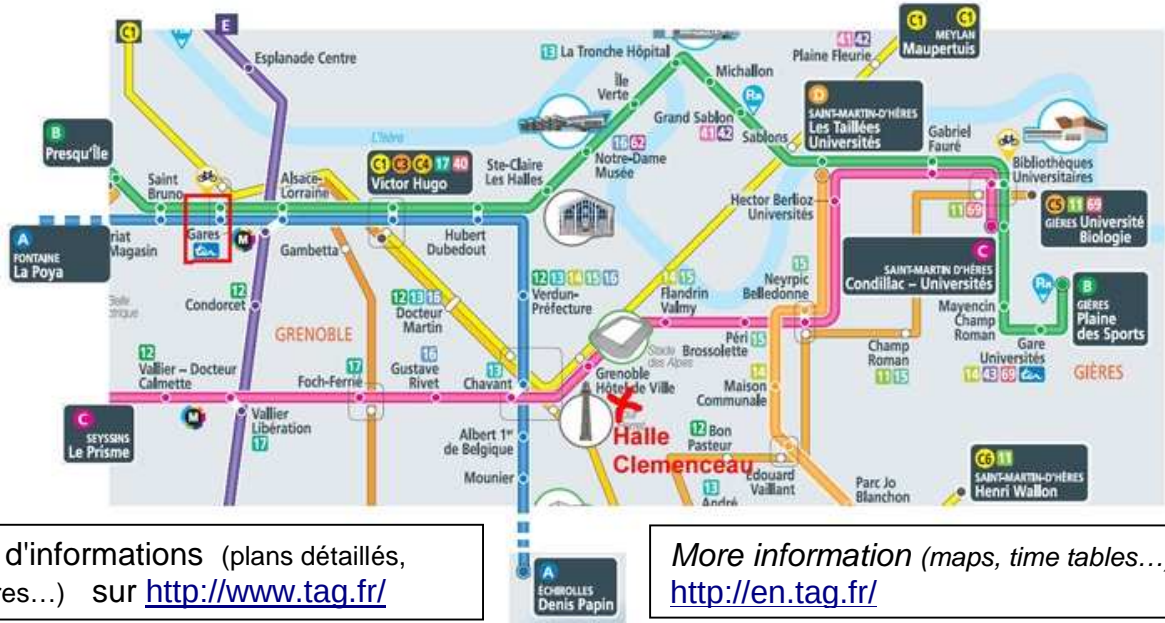 C1
E
Esplanade Centre
B
Presqu'Île
Saint
Bruno
Alsace-
Lorraine
L'Isère
C1 C3 C4 17 40
Victor Hugo
Ste-Claire
Les Halles
13 La Tronche Hôpital
Île
Verte
Michallon
Grand Sablon
41 42
Sablons
16 62
Notre-Dame
Musée
41 42
Plaine Fleurie
C1 C1
MEYLAN
Maupertuis
D
SAINT-MARTIN-D'HÈRES
Les Taillées
Universités
Gabriel
Fauré
Bibliothèques
Universitaires
Hector Berlioz
Universités
11 69
C5 11 69
GIÈRES Université
Biologie
C
SAINT-MARTIN D'HÈRES
Condillac – Universités
A
FONTAINE
La Poya
riat
Magasin
Gares
ter
M
Gambetta
Hubert
Dubedout
12
Condorcet
GRENOBLE
12 13 16
Docteur
Martin
12 13 14 15 16
Verdun-
Préfecture
14 15
Flandrin
Valmy
15
Neyrpic
Belledonne
Mayencin
Champ
Roman
B
GIÈRES
Plaine
des Sports
Gare
Universités
14 43 69 ter
GIÈRES
12
Vallier – Docteur
Calmette
17
Foch-Ferrié
16
Gustave
Rivet
13
Chavant
Stade
des Alpes
Péri 15
Brossolette
Champ
Roman
11 15
Grenoble
Hôtel de Ville
14
Maison
Communale
C
SEYSSINS
Le Prisme
M
Vallier
Libération
17
Albert 1er
de Belgique
Halle
Clemenceau
12 Bon
Pasteur
Mounier
13
André
Edouard
Vaillant
Parc Jo
Blanchon
C6 11
SAINT-MARTIN-D'HÈRES
Henri Wallon
d'informations (plans détaillés,
res…) sur http://www.tag.fr/
A
ÉCHIROLLES
Denis Papin
More information (maps, time tables…,
http://en.tag.fr/